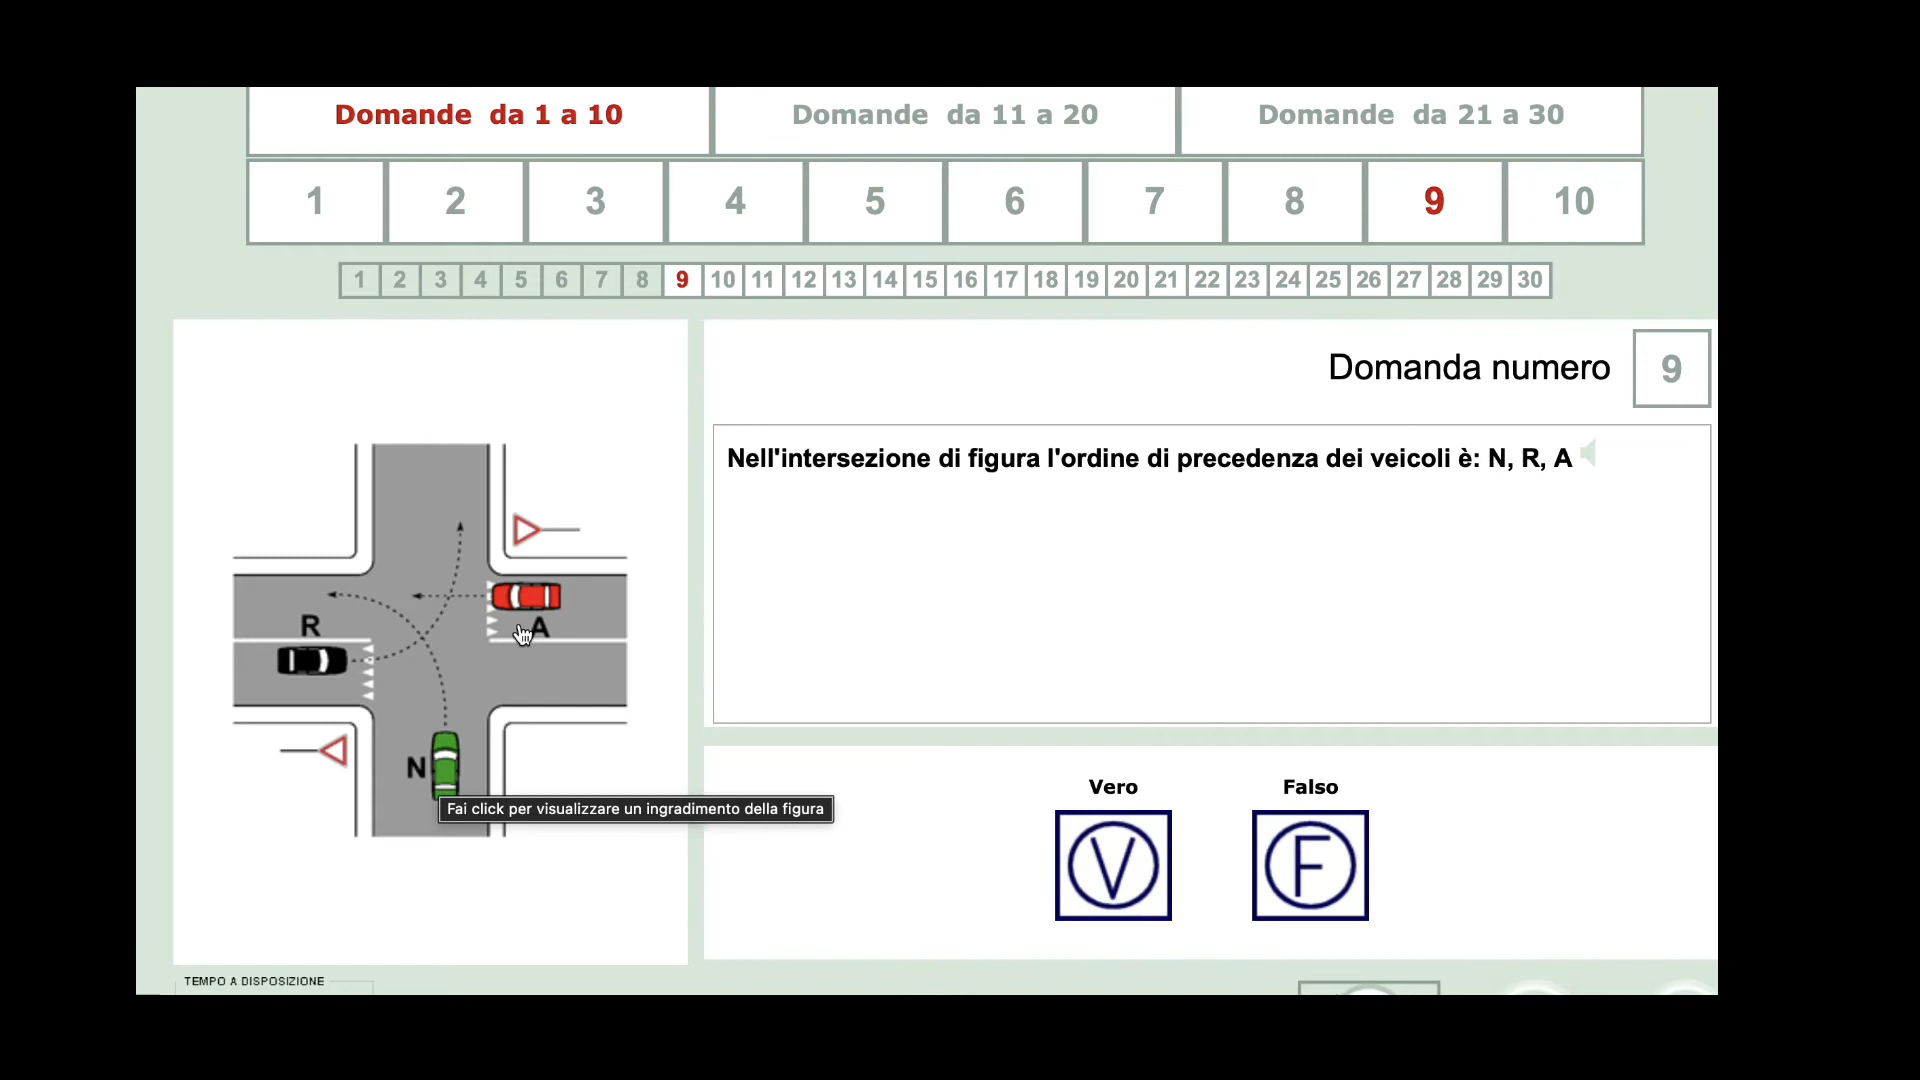 Domande da 1 a 10
Domande da 11 a 20
Domande da 21 a 30
1 2 3 4 5 6 7 8 9 10
1 2 3 4 5 6 7 8 9 10 11 12 13 14 15 16 17 18 19 20 21 22 23 24 25 26 27 28 29 30
Domanda numero 9
Nell'intersezione di figura l'ordine di precedenza dei veicoli è: N, R, A
R
A
N
Fai click per visualizzare un ingradimento della figura
Vero
Falso
V
F
TEMPO A DISPOSIZIONE